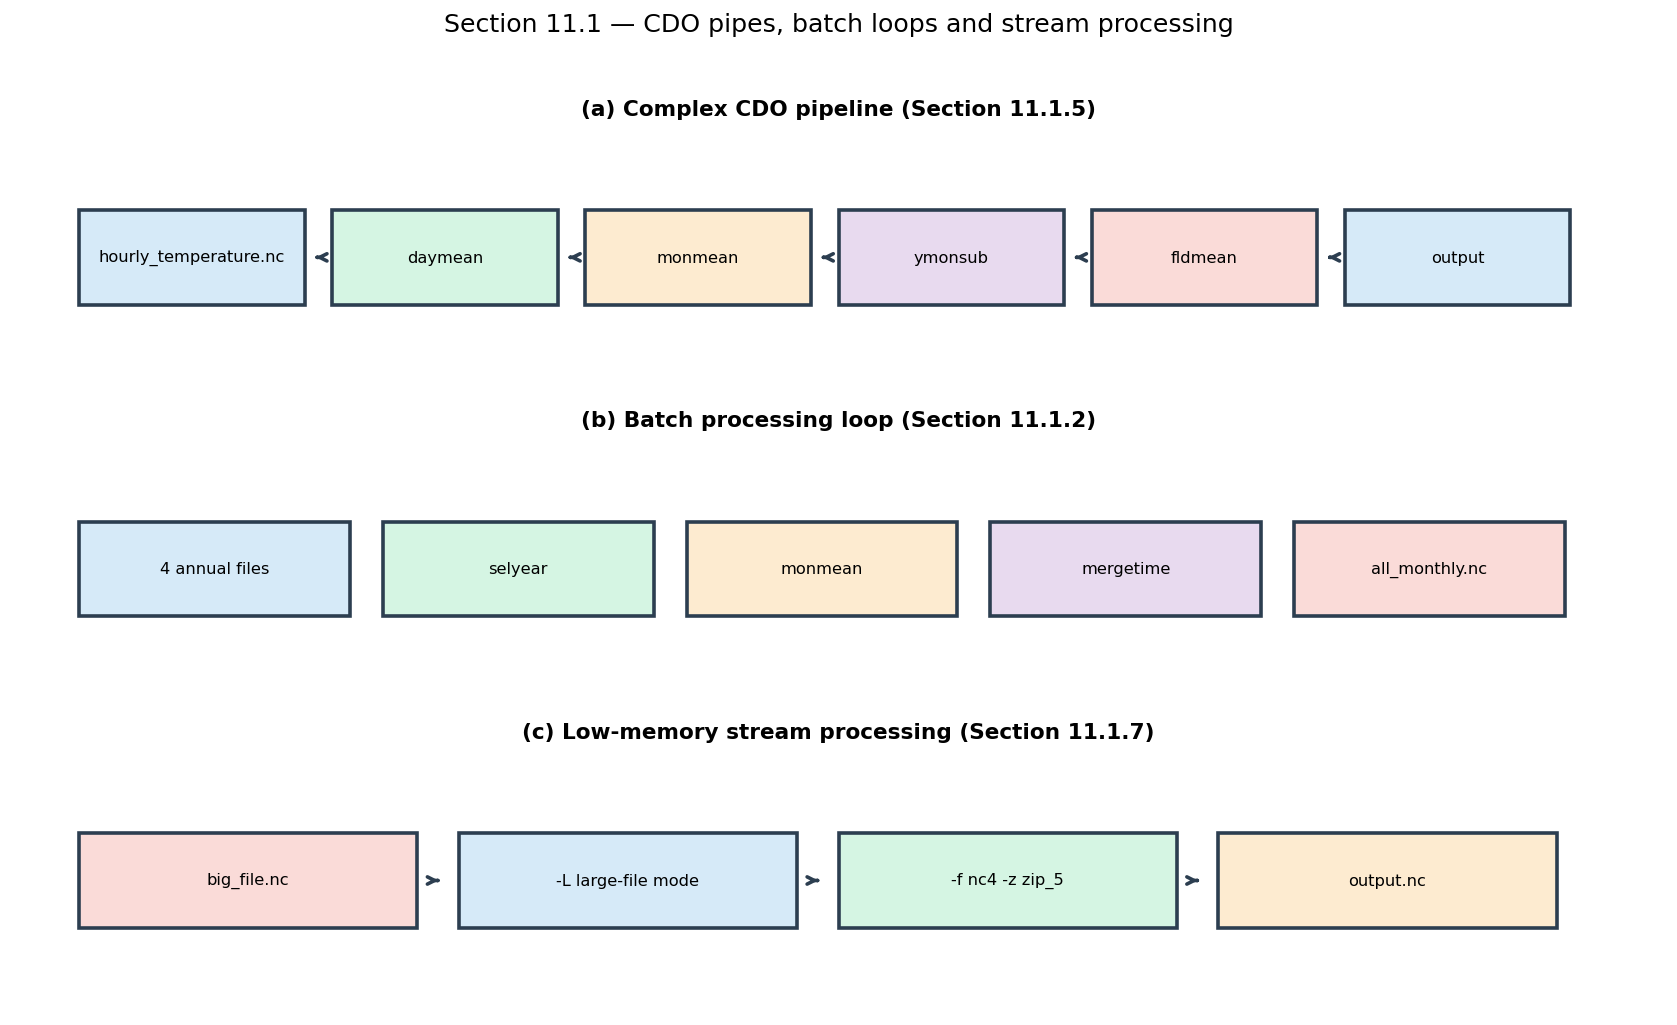 Section 11.1 — CDO pipes, batch loops and stream processing
(a) Complex CDO pipeline (Section 11.1.5)
hourly_temperature.nc
daymean
monmean
ymonsub
fldmean
output
(b) Batch processing loop (Section 11.1.2)
4 annual files
selyear
monmean
mergetime
all_monthly.nc
(c) Low-memory stream processing (Section 11.1.7)
big_file.nc
-L large-file mode
-f nc4 -z zip_5
output.nc